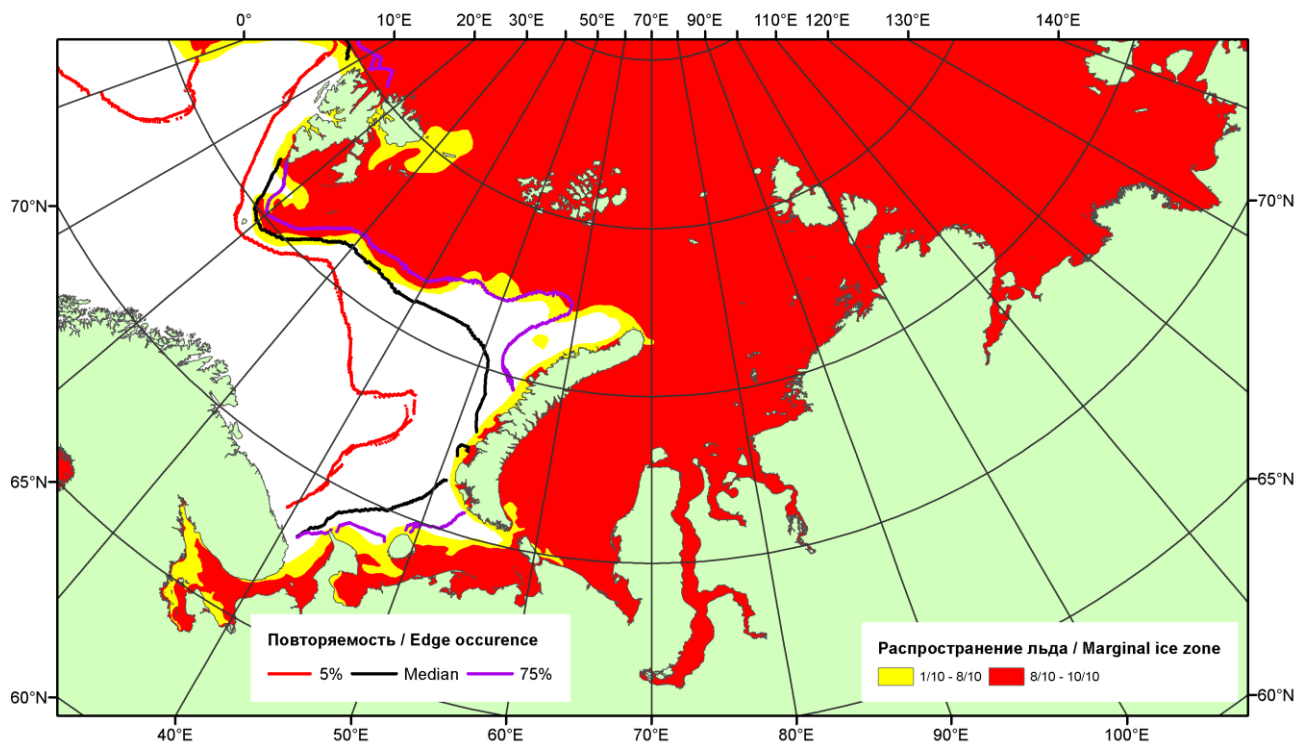 0° 10°E 20°E 30°E 50°E 70°E 90°E 110°E 120°E 130°E 140°E
70°N 70°N
65°N 65°N
60°N 60°N
Повторяемость / Edge occurence
5% Median 75%
Распространение льда / Marginal ice zone
1/10 - 8/10 8/10 - 10/10
40°E 50°E 60°E 70°E 80°E 90°E 100°E